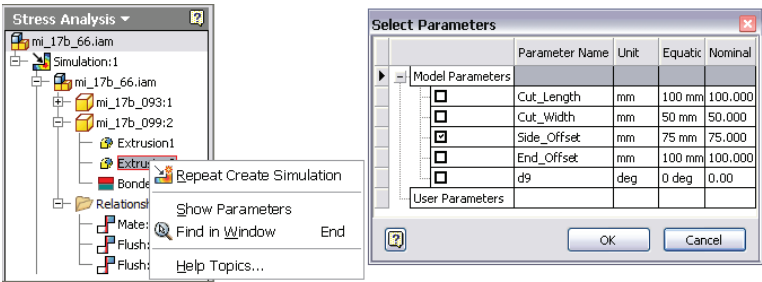 Stress Analysis
mi_17b_66.iam
Simulation:1
mi_17b_66.iam
mi_17b_093:1
mi_17b_099:2
Extrusion1
Extrus
Bonde
Relationsh
Mate:
Flush:
Flush:
Repeat Create Simulation
Show Parameters
Find in Window End
Help Topics...
Select Parameters
Parameter Name Unit Equatic Nominal
Model Parameters
Cut_Length mm 100 mm 100.000
Cut_Width mm 50 mm 50.000
Side_Offset mm 75 mm 75.000
End_Offset mm 100 mm 100.000
d9 deg 0 deg 0.00
User Parameters
OK Cancel